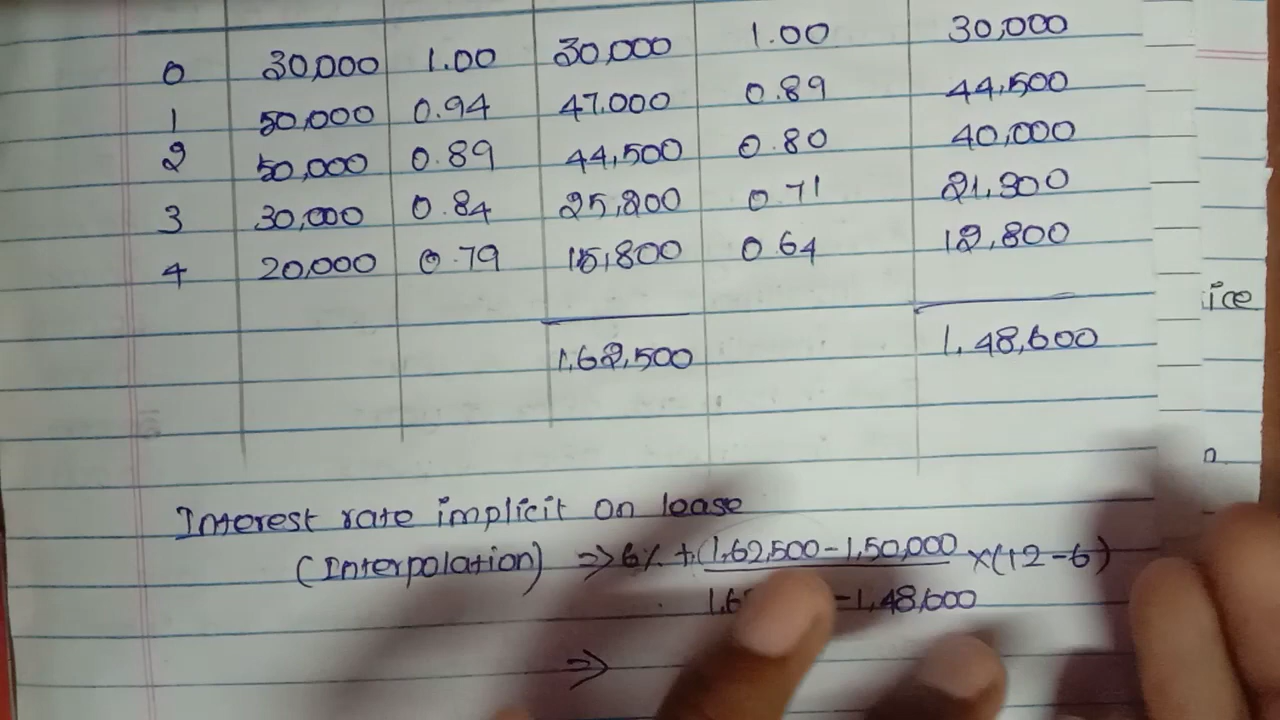 0 30,000 1.00 30,000 1.00 30,000
1 50,000 0.94 47,000 0.89 44,500
2 50,000 0.89 44,500 0.80 40,000
3 30,000 0.84 25,200 0.71 21,300
4 20,000 0.79 15,800 0.64 12,800
ice
1,62,500 1,48,600
Interest rate implicit on lease
(Interpolation) ⇒ 6% + (1,62,500-1,50,000 ×(12-6)
-1,48,600
⇒